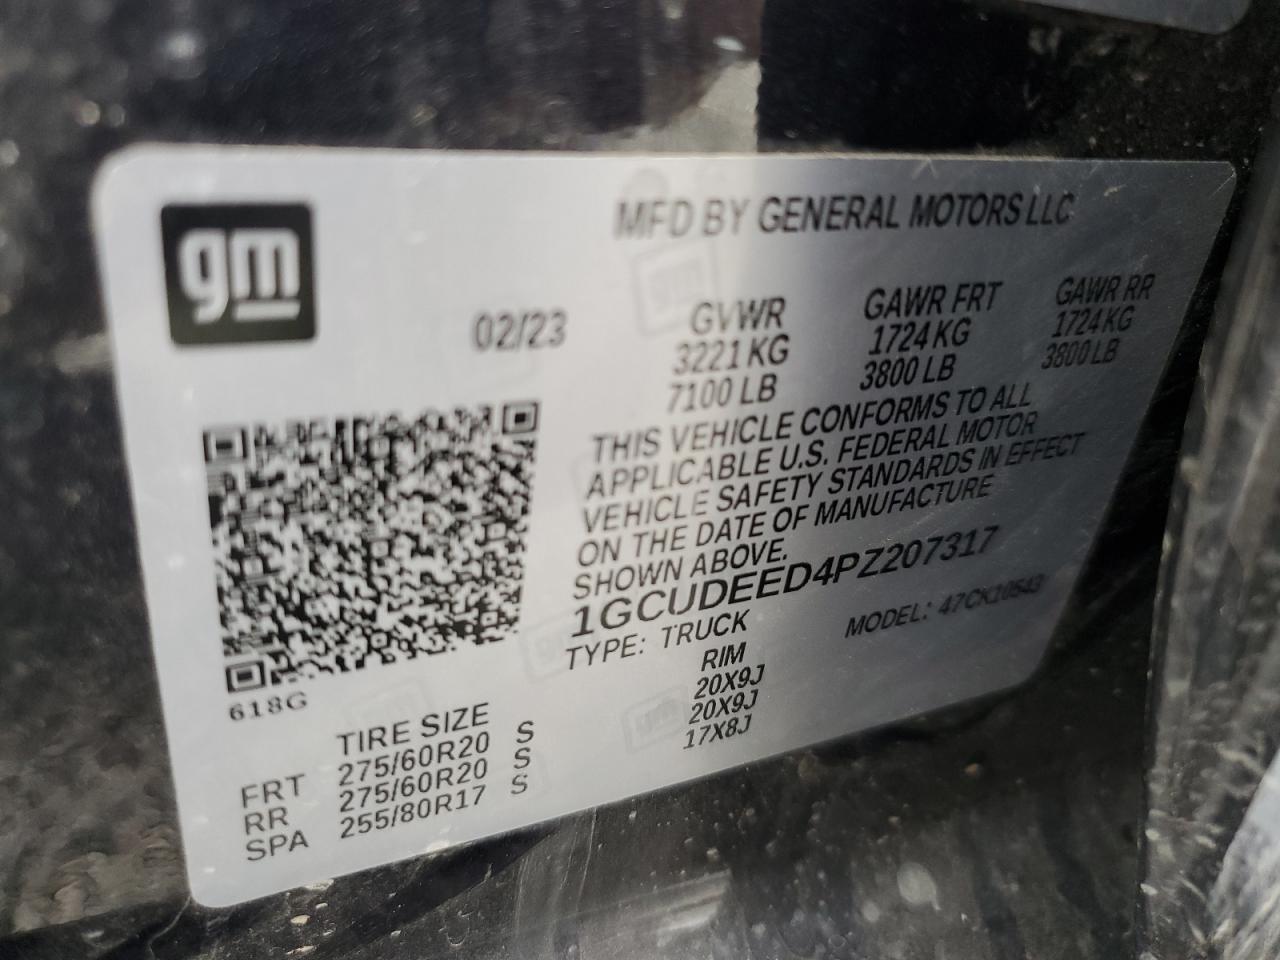 gm
MFD BY GENERAL MOTORS LLC
02/23
GVWR GAWR FRT GAWR RR
3221 KG 1724 KG 1724 KG
7100 LB 3800 LB 3800 LB
THIS VEHICLE CONFORMS TO ALL
APPLICABLE U.S. FEDERAL MOTOR
VEHICLE SAFETY STANDARDS IN EFFECT
ON THE DATE OF MANUFACTURE
SHOWN ABOVE.
1GCUDEED4PZ207317
TYPE: TRUCK MODEL: 47CK10543
618G
TIRE SIZE RIM
FRT 275/60R20 S 20X9J
RR 275/60R20 S 20X9J
SPA 255/80R17 S 17X8J